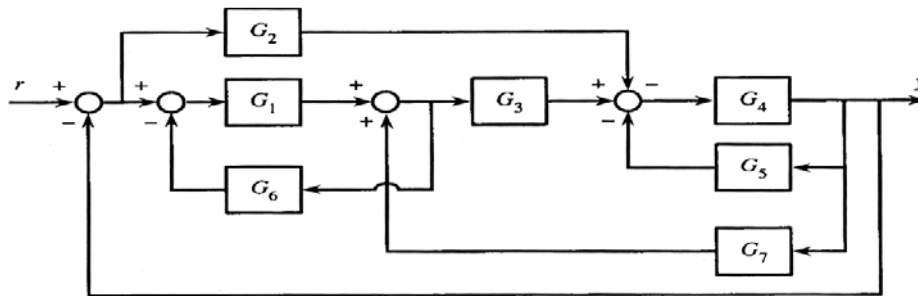 G₂
r + − + − G₁ + + G₃ + − − G₄ y
G₆
G₅
G₇